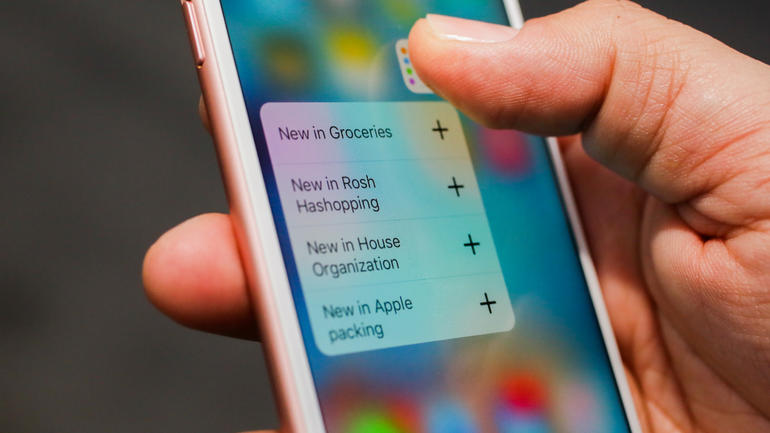 New in Groceries +
New in Rosh
Hashopping +
New in House
Organization +
New in Apple
packing +